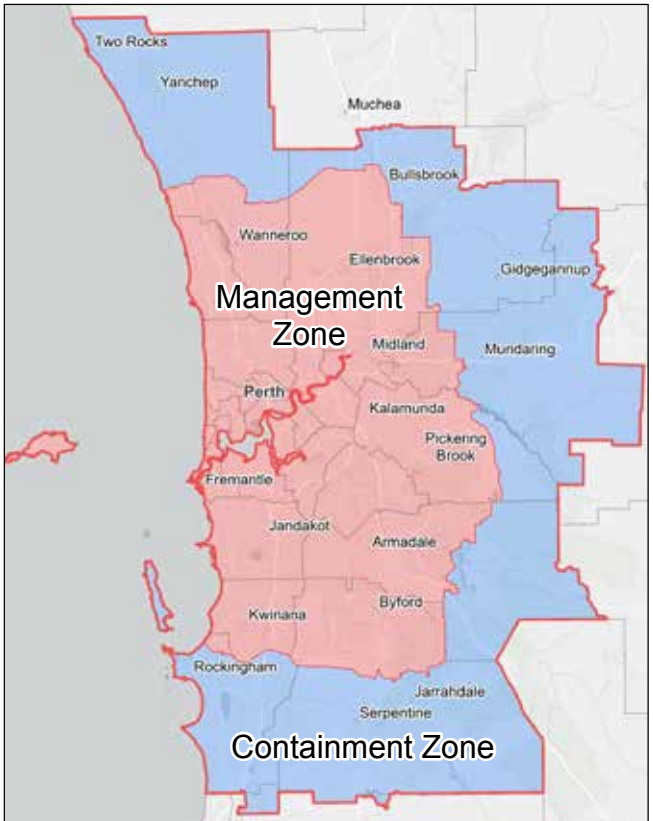 Two Rocks
Yanchep
Muchea
Bullsbrook
Wanneroo
Ellenbrook
Gidgegannup
Management
Zone
Midland
Mundaring
Perth
Kalamunda
Pickering
Brook
Fremantle
Jandakot
Armadale
Byford
Kwinana
Rockingham
Jarrahdale
Serpentine
Containment Zone